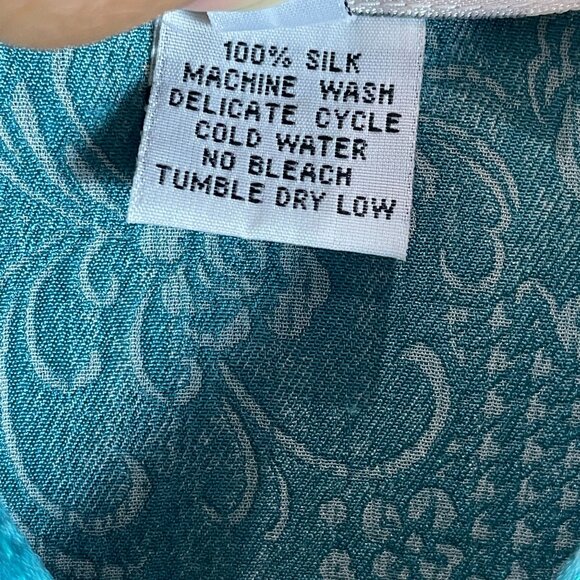 100% SILK
MACHINE WASH
DELICATE CYCLE
COLD WATER
NO BLEACH
TUMBLE DRY LOW